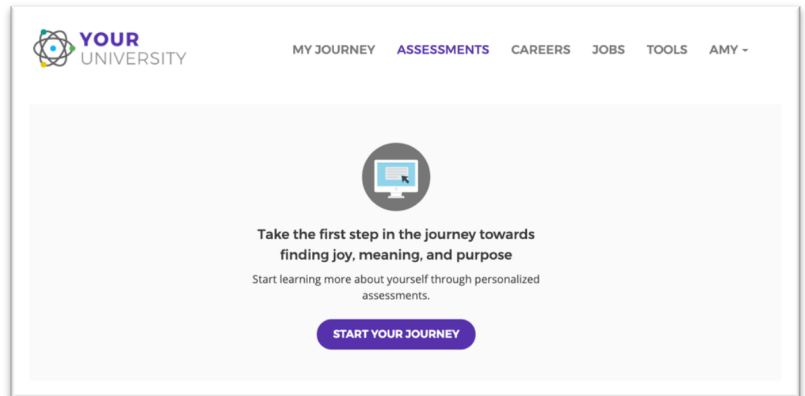 YOUR
UNIVERSITY
MY JOURNEY ASSESSMENTS CAREERS JOBS TOOLS AMY
Take the first step in the journey towards
finding joy, meaning, and purpose
Start learning more about yourself through personalized
assessments.
START YOUR JOURNEY